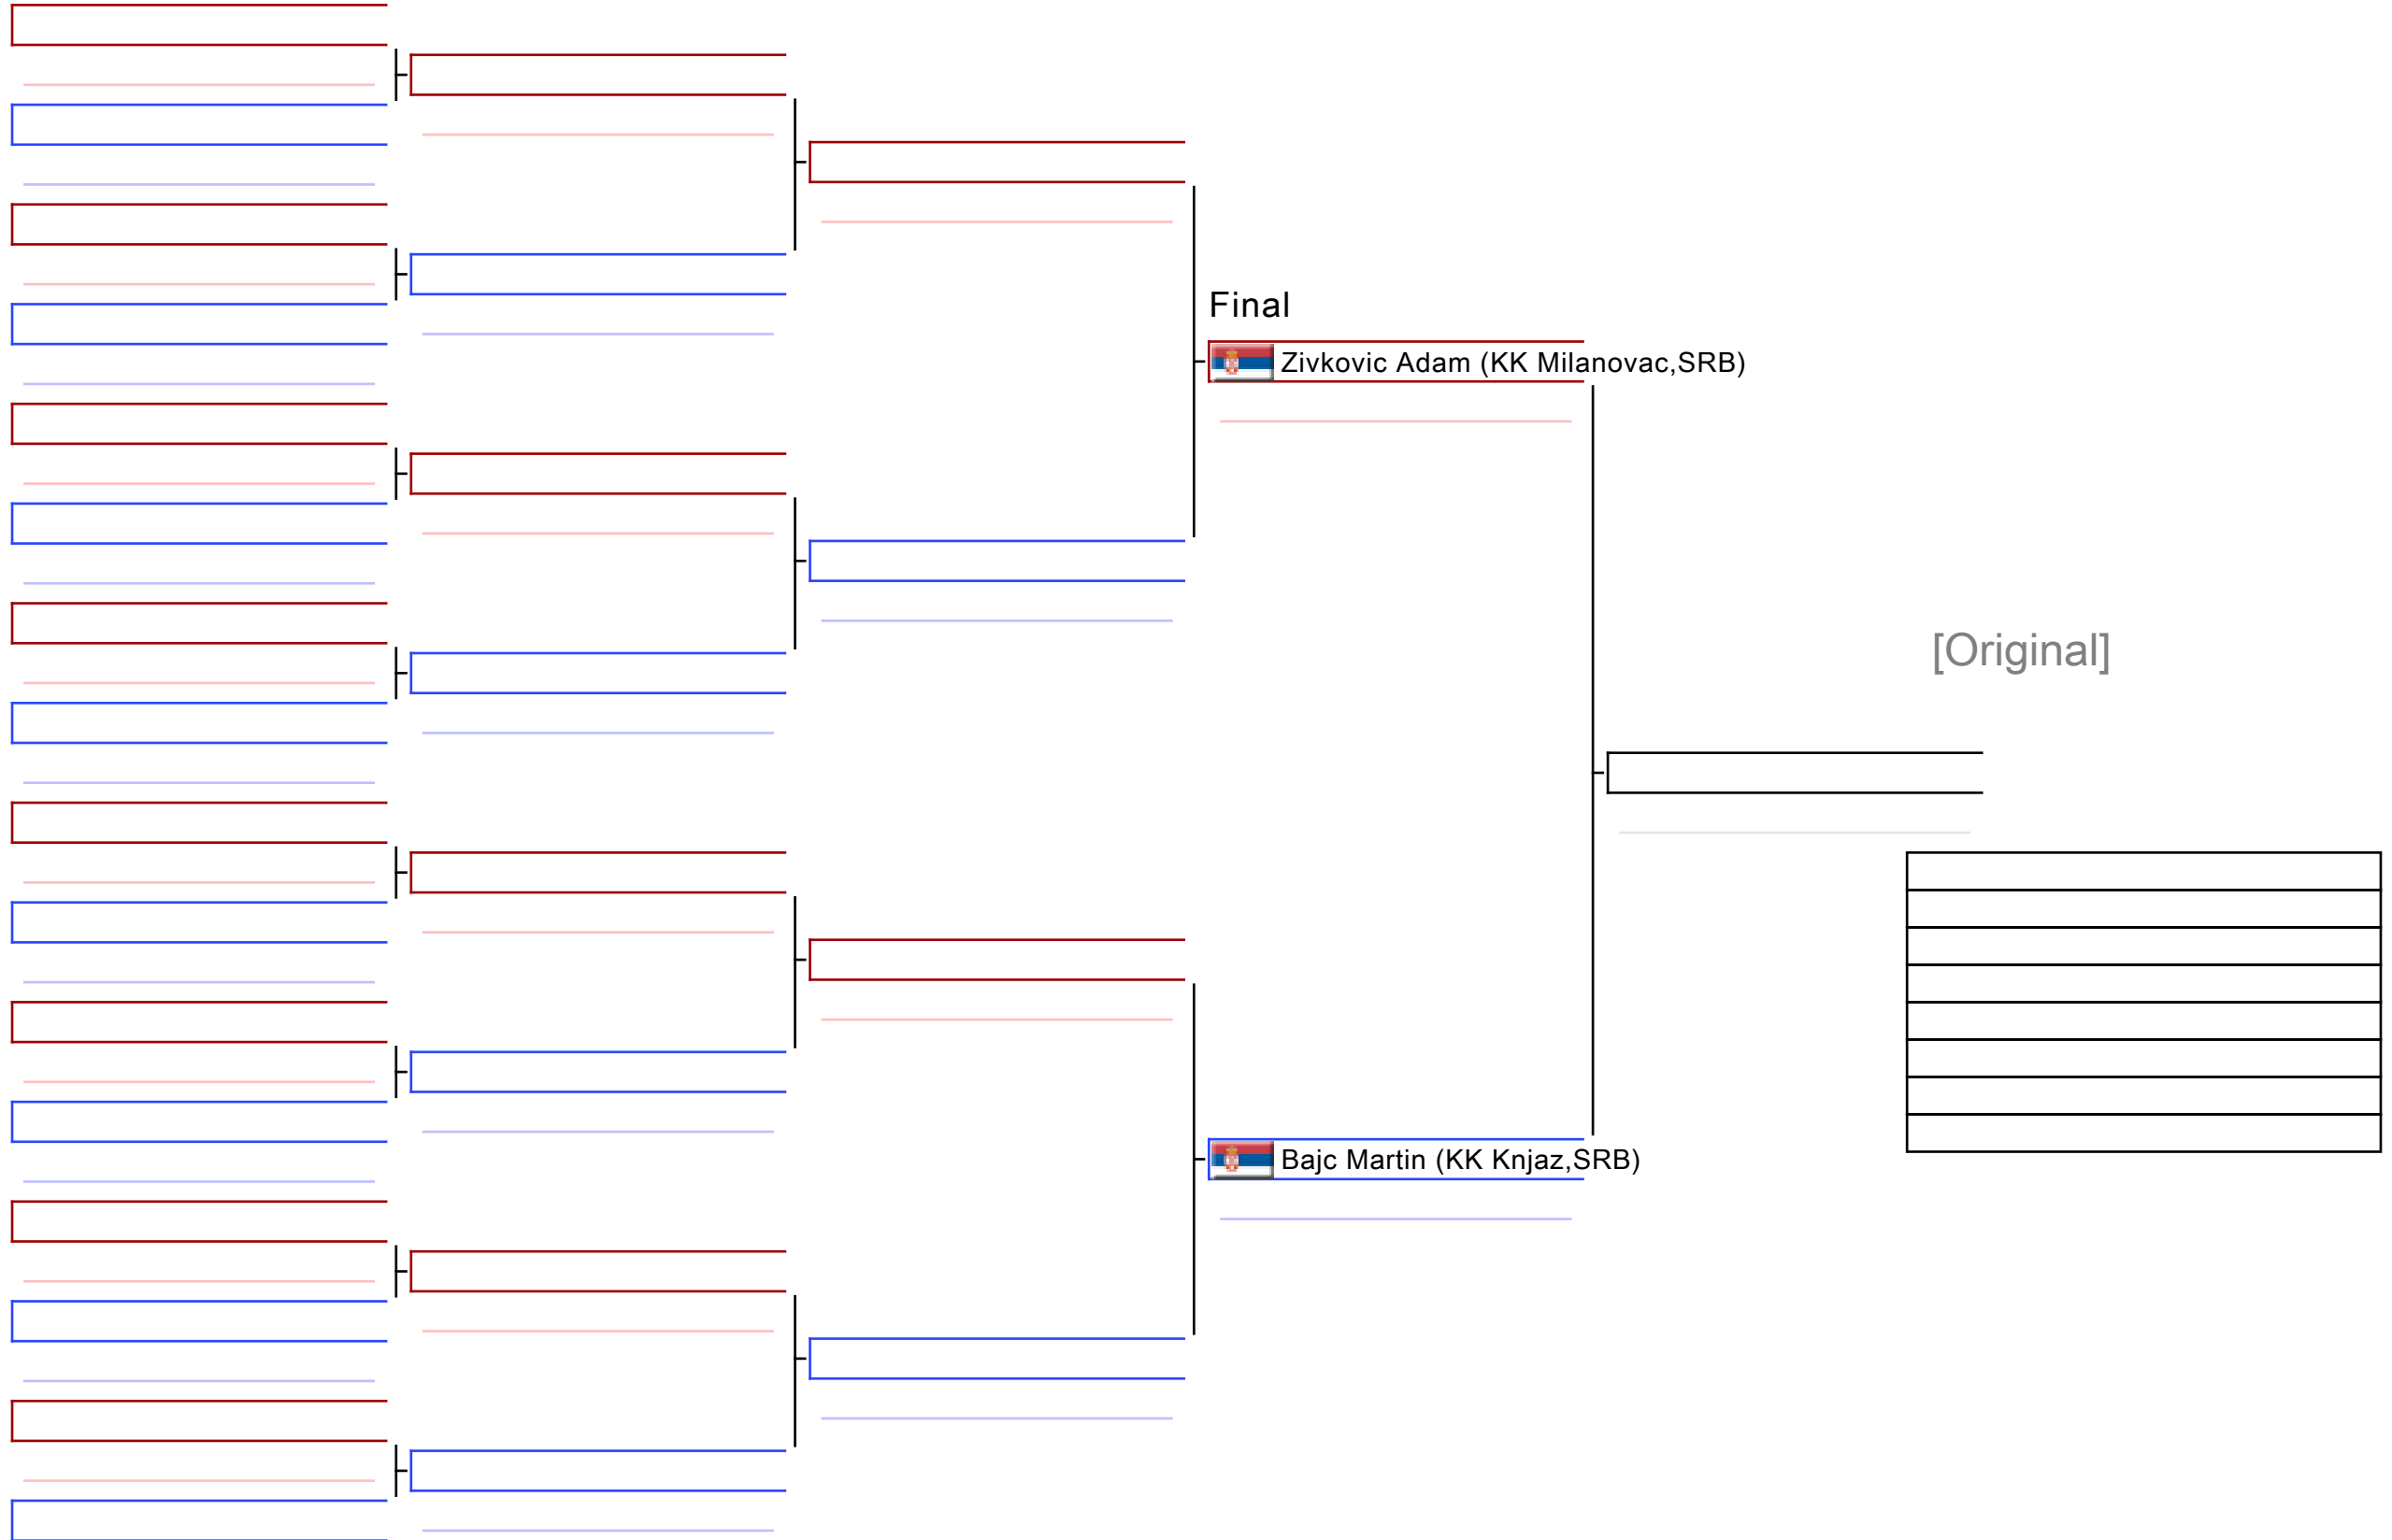 Final
Zivkovic Adam (KK Milanovac,SRB)
[Original]
Bajc Martin (KK Knjaz,SRB)